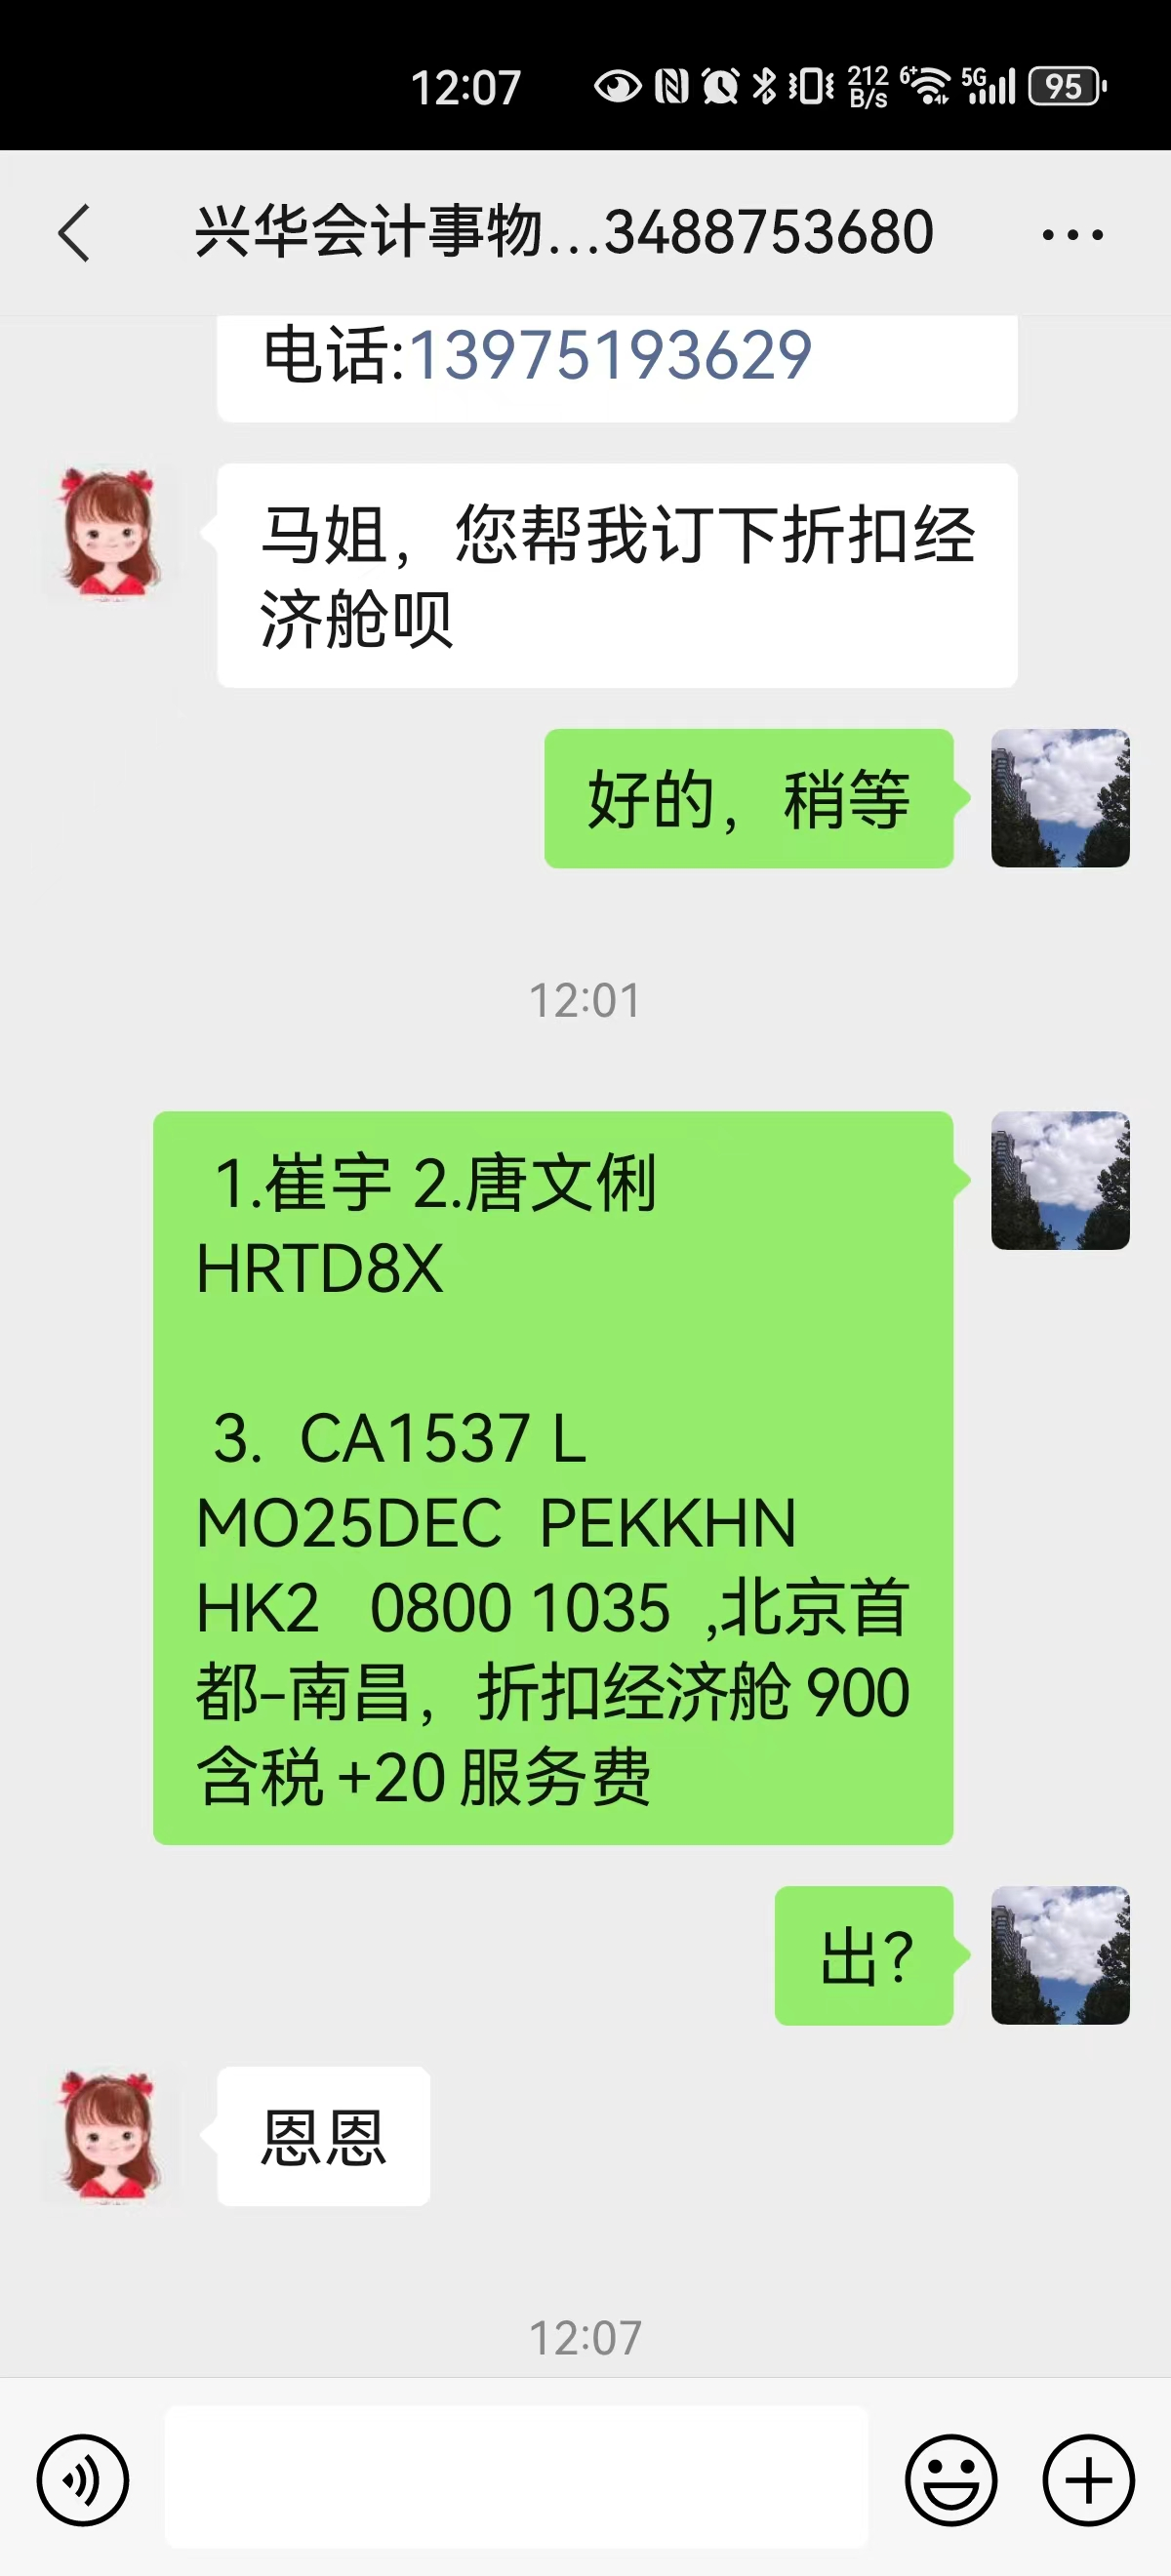 12:07
212
B/s
6+
5G
95
兴华会计事物...3488753680
电话:13975193629
马姐，您帮我订下折扣经
济舱呗
好的，稍等
12:01
1.崔宇 2.唐文俐
HRTD8X
3.  CA1537 L
MO25DEC  PEKKHN
HK2   0800 1035  ,北京首
都-南昌，折扣经济舱 900
含税 +20 服务费
出？
恩恩
12:07